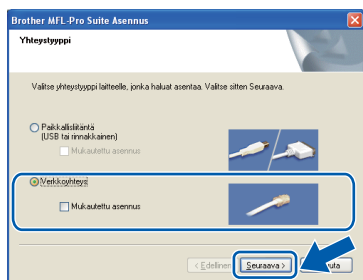 Brother MFL-Pro Suite Asennus
Yhteystyyppi
Valitse yhteystyyppi laitteelle, jonka haluat asentaa. Valitse sitten Seuraava.
Paikallisliitäntä
(USB tai rinnakkainen)
Mukautettu asennus
Verkkoyhteys
Mukautettu asennus
< Edellinen
Seuraava >